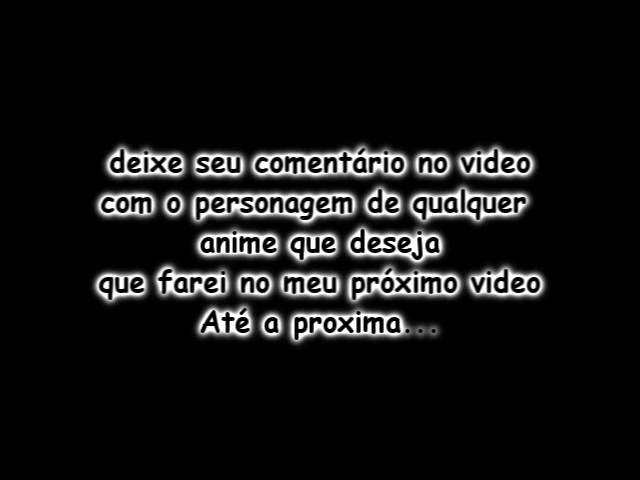 deixe seu comentário no video
com o personagem de qualquer
anime que deseja
que farei no meu próximo video
Até a proxima...